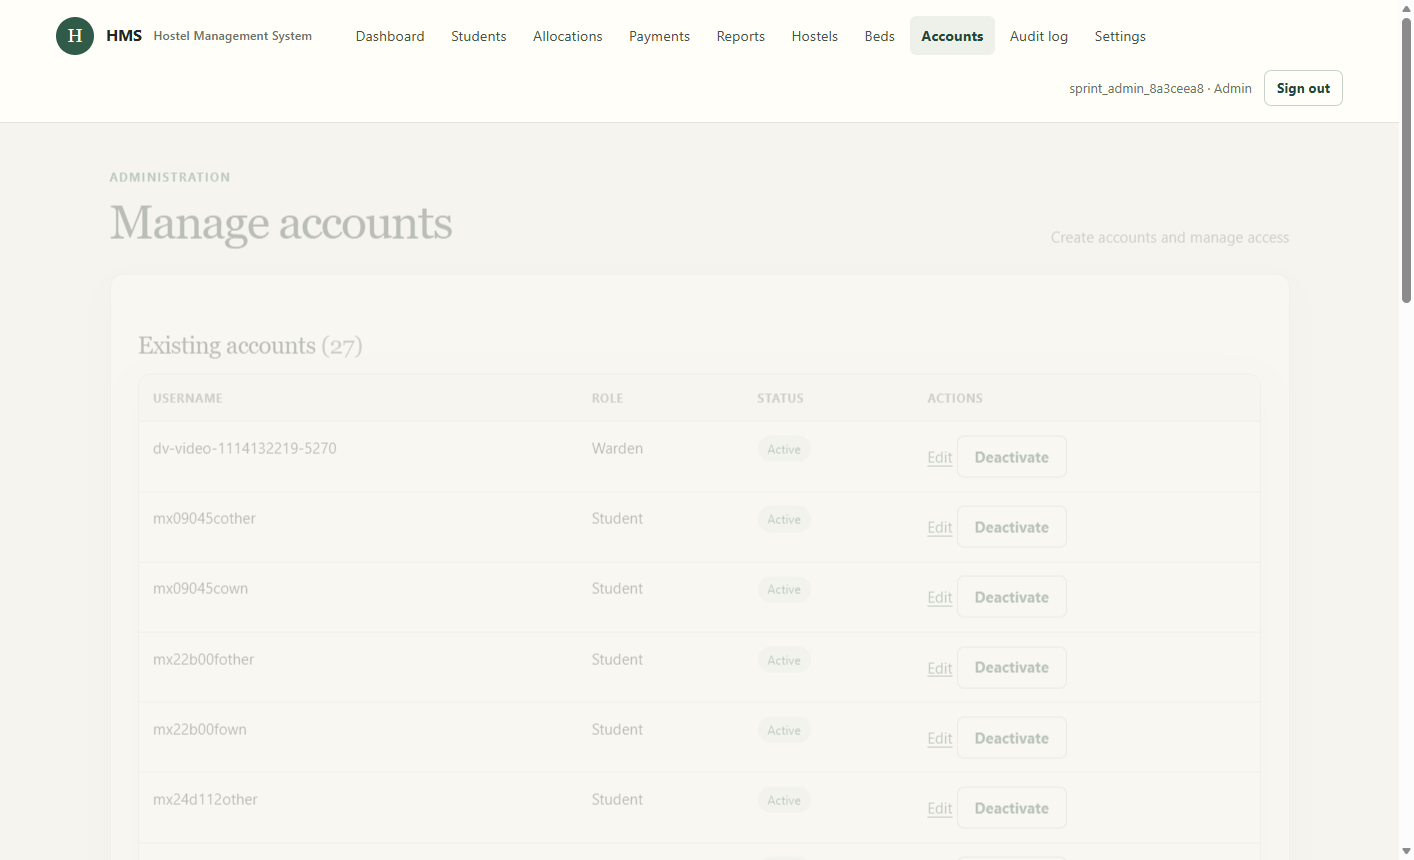 H HMS Hostel Management System Dashboard Students Allocations Payments Reports Hostels Beds Accounts Audit log Settings
sprint_admin_8a3ceea8 · Admin Sign out
ADMINISTRATION
Manage accounts
Create accounts and manage access
Existing accounts (27)
USERNAME ROLE STATUS ACTIONS
dv-video-1114132219-5270 Warden Active Edit Deactivate
mx09045cother Student Active Edit Deactivate
mx09045cown Student Active Edit Deactivate
mx22b00fother Student Active Edit Deactivate
mx22b00fown Student Active Edit Deactivate
mx24d112other Student Active Edit Deactivate